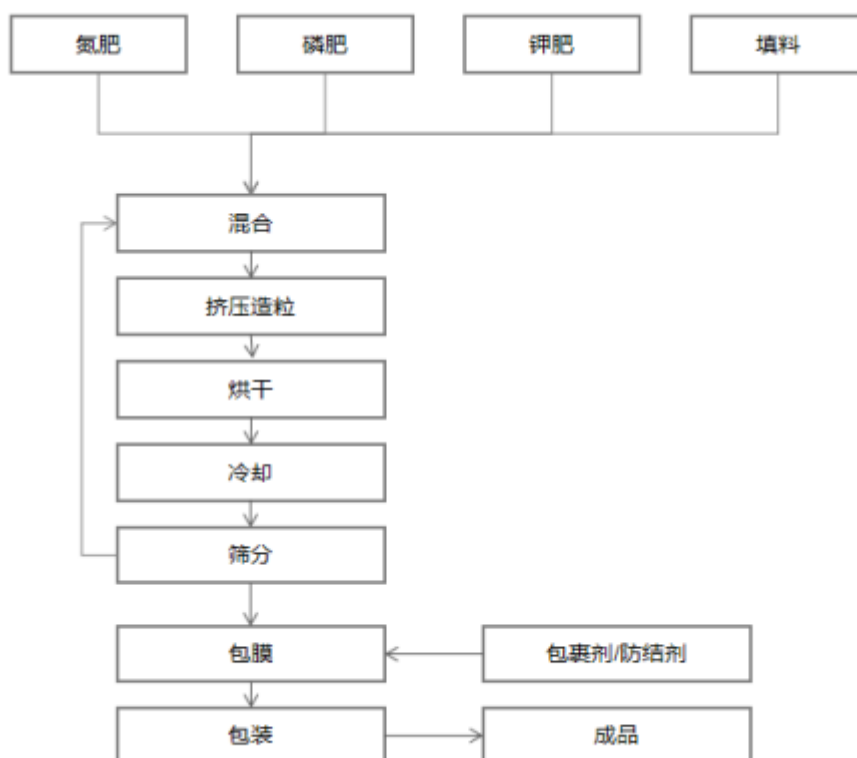 氮肥
磷肥
钾肥
填料
混合
挤压造粒
烘干
冷却
筛分
包膜
包裹剂/防结剂
包装
成品